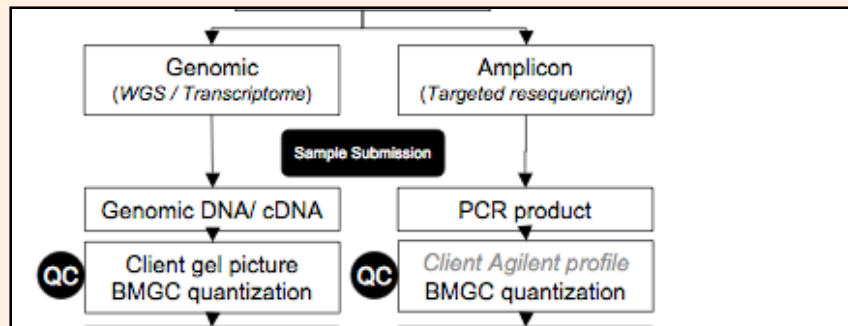 Genomic
(WGS / Transcriptome)
Amplicon
(Targeted resequencing)
Sample Submission
Genomic DNA/ cDNA
PCR product
QC
Client gel picture
BMGC quantization
QC
Client Agilent profile
BMGC quantization